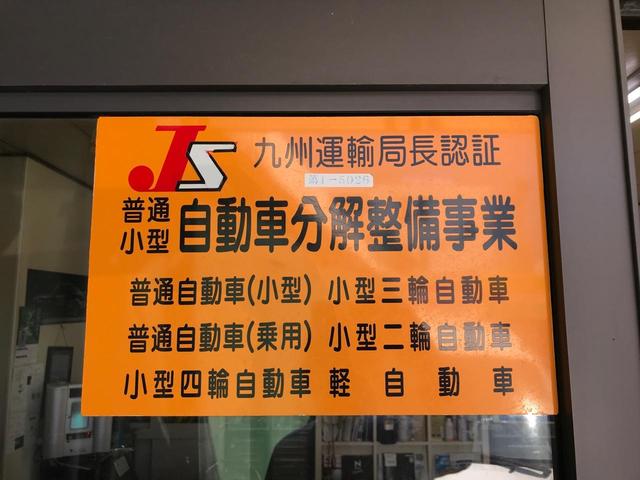 JS 九州運輸局長認証
第1-5026
普通
小型 自動車分解整備事業
普通自動車(小型) 小型三輪自動車
普通自動車(乗用) 小型二輪自動車
小型四輪自動車 軽自動車